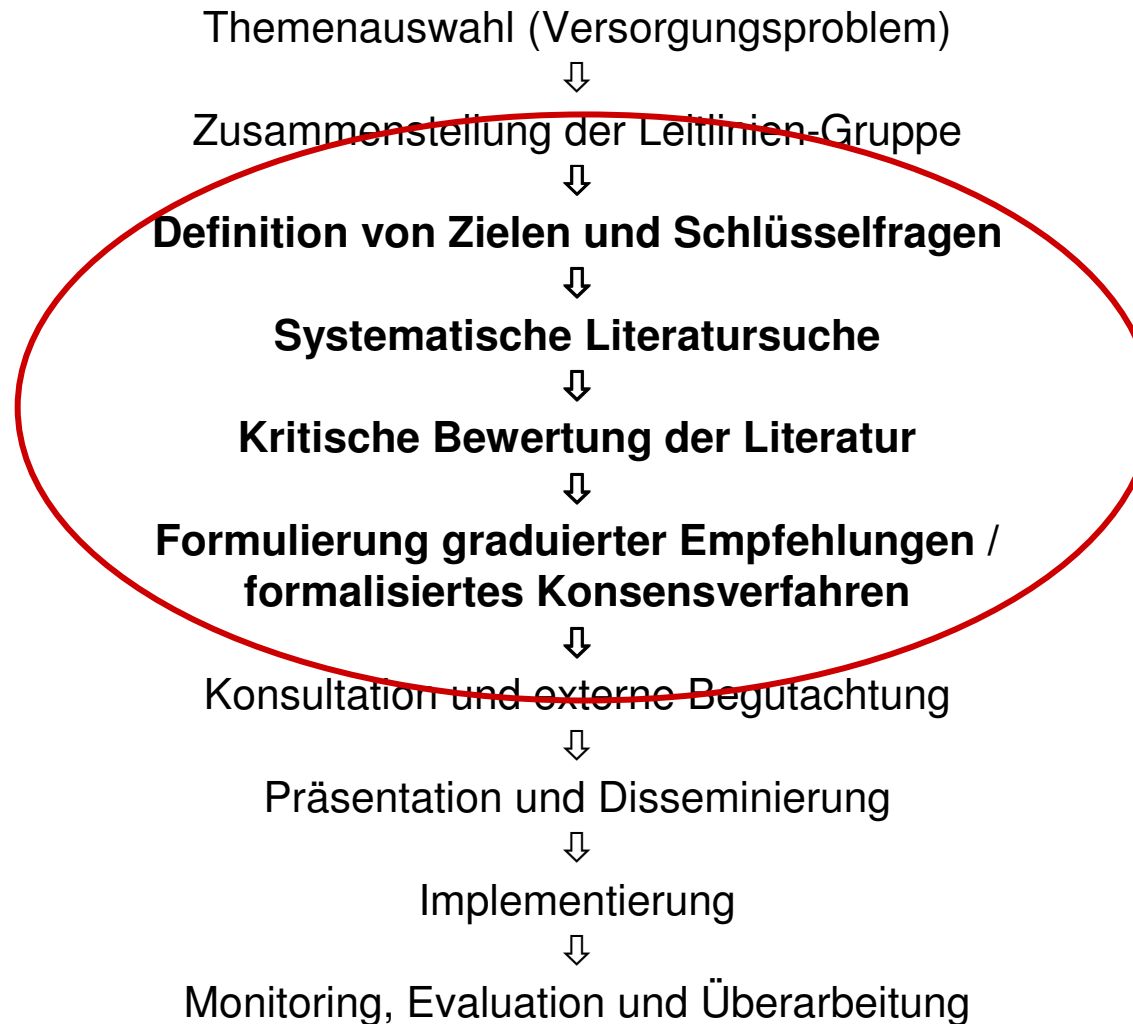 Themenauswahl (Versorgungsproblem)
⇩
Zusammenstellung der Leitlinien-Gruppe
⇩
Definition von Zielen und Schlüsselfragen
⇩
Systematische Literatursuche
⇩
Kritische Bewertung der Literatur
⇩
Formulierung graduierter Empfehlungen /
formalisiertes Konsensverfahren
⇩
Konsultation und externe Begutachtung
⇩
Präsentation und Disseminierung
⇩
Implementierung
⇩
Monitoring, Evaluation und Überarbeitung